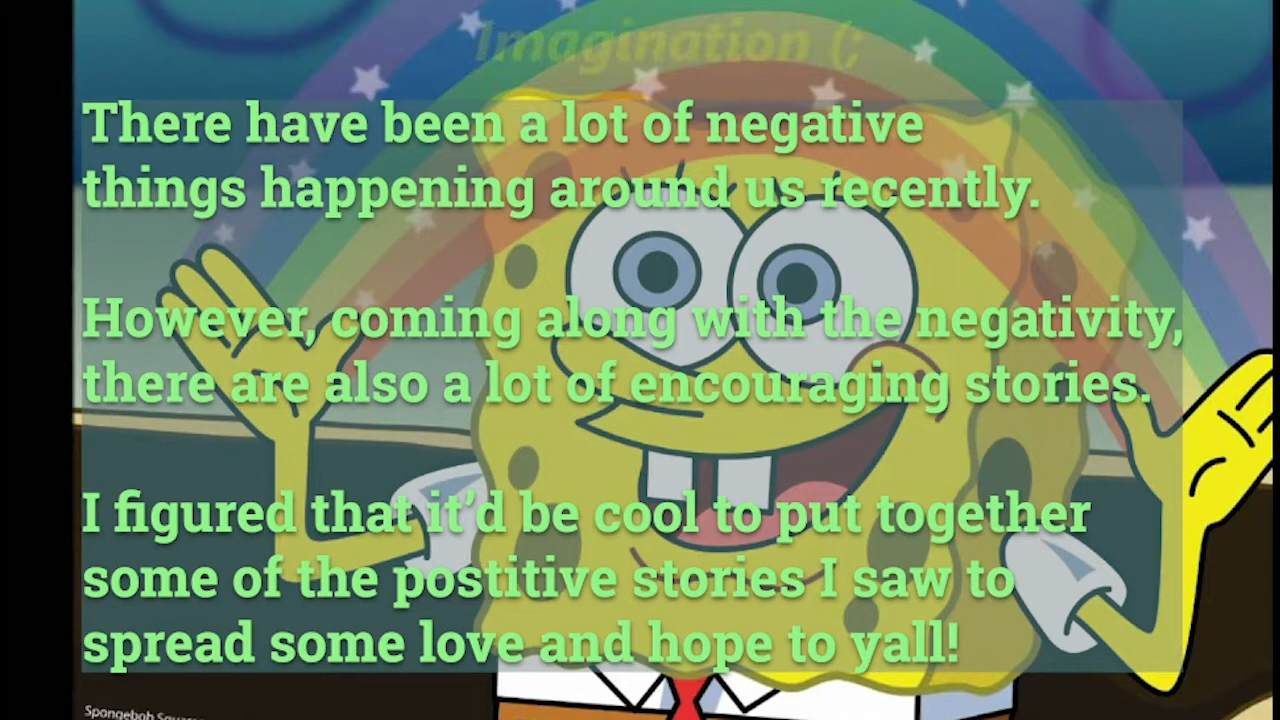 Imagination (;
There have been a lot of negative
things happening around us recently.
However, coming along with the negativity,
there are also a lot of encouraging stories.
I figured that it’d be cool to put together
some of the postitive stories I saw to
spread some love and hope to yall!
Spongebob